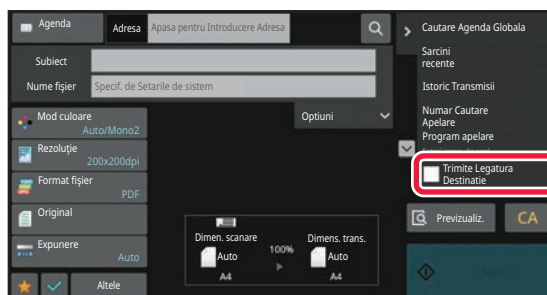 Agenda
Adresa
Apasa pentru Introducere Adresa
Subiect
Nume fişier
Specif. de Setarile de sistem
Mod culoare
Auto/Mono2
Rezoluţie
200x200dpi
Format fişier
PDF
Original
Expunere
Auto
Altele
Optiuni
Dimen. scanare
Auto
A4
100%
Dimens. trans.
Auto
A4
Cautare Agenda Globala
Sarcini
recente
Istoric Transmisii
Numar Cautare
Apelare
Program apelare
Trimite Legatura
Destinatie
Previzualiz.
CA